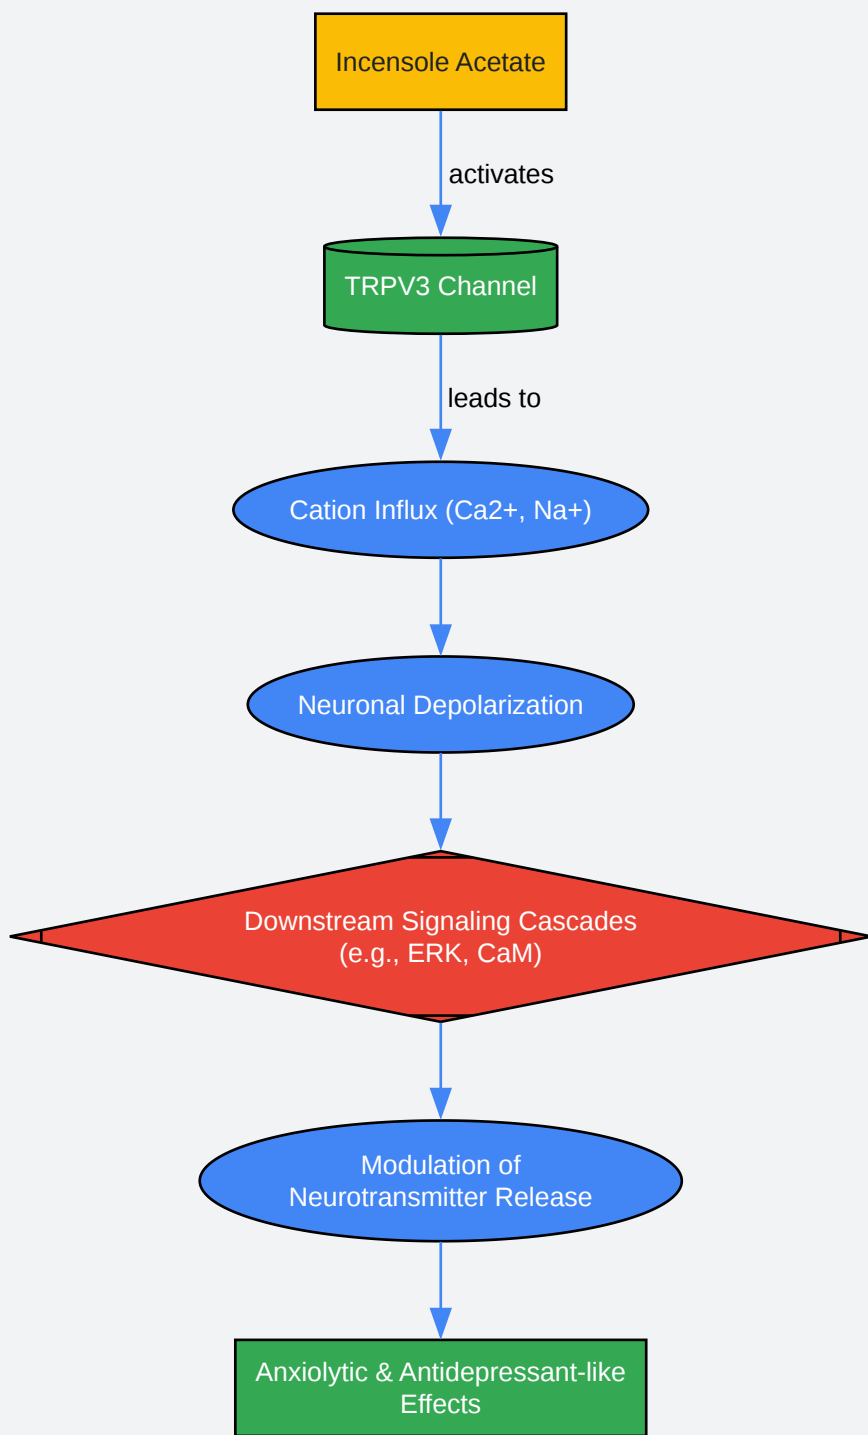 Incensole Acetate
activates
TRPV3 Channel
leads to
Cation Influx (Ca2+, Na+)
Neuronal Depolarization
Downstream Signaling Cascades
(e.g., ERK, CaM)
Modulation of
Neurotransmitter Release
Anxiolytic & Antidepressant-like
Effects